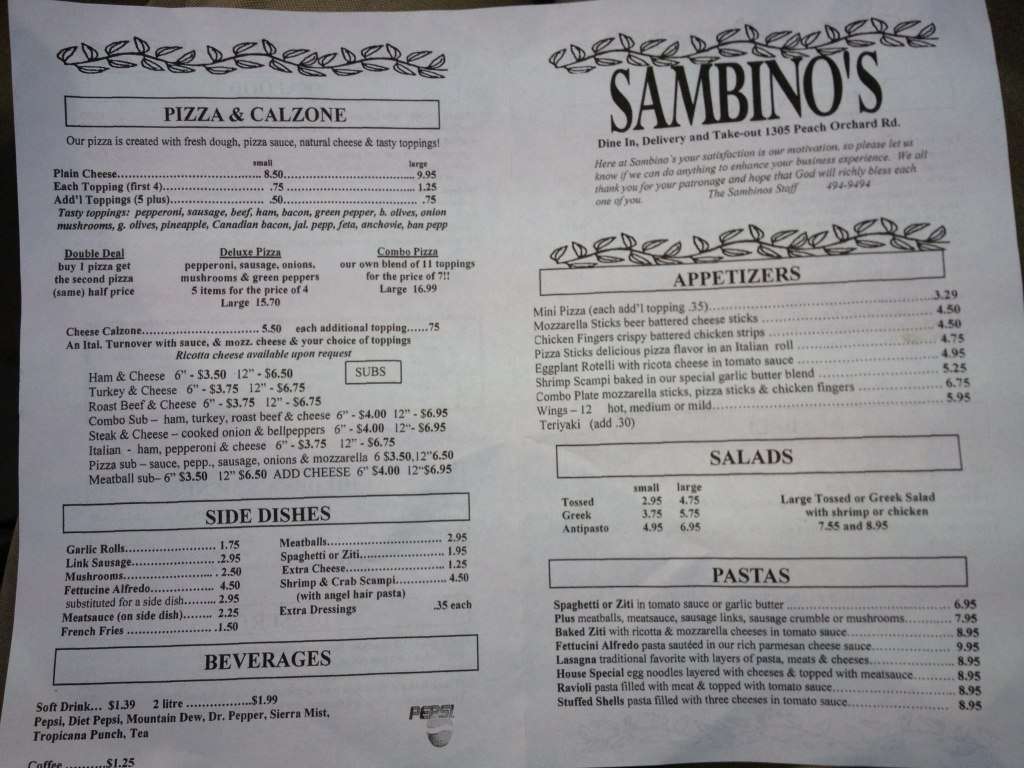 PIZZA & CALZONE
Our pizza is created with fresh dough, pizza sauce, natural cheese & tasty toppings!
small large
Plain Cheese.......................................8.50...................................9.95
Each Topping (first 4)........................... .75 ..................................1.25
Add'l Toppings (5 plus)......................... .50.................................... .75
Tasty toppings: pepperoni, sausage, beef, ham, bacon, green pepper, b. olives, onion
mushrooms, g. olives, pineapple, Canadian bacon, jal. pepp, feta, anchovie, ban pepp
Double Deal
buy 1 pizza get
the second pizza
(same) half price
Deluxe Pizza
pepperoni, sausage, onions,
mushrooms & green peppers
5 items for the price of 4
Large 15.70
Combo Pizza
our own blend of 11 toppings
for the price of 7!!
Large 16.99
Cheese Calzone................................. 5.50 each additional topping......75
An Ital. Turnover with sauce, & mozz. cheese & your choice of toppings
Ricotta cheese available upon request
SUBS
Ham & Cheese 6" - $3.50 12" - $6.50
Turkey & Cheese 6" - $3.75 12" - $6.75
Roast Beef & Cheese 6" - $3.75 12" - $6.75
Combo Sub – ham, turkey, roast beef & cheese 6" - $4.00 12" - $6.95
Steak & Cheese – cooked onion & bellpeppers 6" - $4.00 12"- $6.95
Italian - ham, pepperoni & cheese 6" - $3.75 12" - $6.75
Pizza sub – sauce, pepp., sausage, onions & mozzarella 6 $3.50,12"6.50
Meatball sub– 6" $3.50 12" $6.50 ADD CHEESE 6" $4.00 12"$6.95
SIDE DISHES
Garlic Rolls........................... 1.75
Link Sausage.........................2.95
Mushrooms........................ . 2.50
Fettucine Alfredo................... 4.50
substituted for a side dish........ 2.95
Meatsauce (on side dish)........ 2.25
French Fries ..........................1.50
Meatballs.................................. 2.95
Spaghetti or Ziti......................... 1.95
Extra Cheese.............................. 1.25
Shrimp & Crab Scampi............. 4.50
(with angel hair pasta)
Extra Dressings .35 each
BEVERAGES
Soft Drink... $1.39 2 litre ..................$1.99
Pepsi, Diet Pepsi, Mountain Dew, Dr. Pepper, Sierra Mist,
Tropicana Punch, Tea
PEPSI
Coffee ..........$1.25
SAMBINO'S
Dine In, Delivery and Take-out 1305 Peach Orchard Rd.
Here at Sambino's your satisfaction is our motivation, so please let us
know if we can do anything to enhance your business experience. We all
thank you for your patronage and hope that God will richly bless each
one of you. The Sambinos Staff 494-9494
APPETIZERS
Mini Pizza (each add'l topping .35)..........................................................3.29
Mozzarella Sticks beer battered cheese sticks ............................................ 4.50
Chicken Fingers crispy battered chicken strips .......................................... 4.50
Pizza Sticks delicious pizza flavor in an Italian roll ................................... 4.75
Eggplant Rotelli with ricota cheese in tomato sauce ................................... 4.95
Shrimp Scampi baked in our special garlic butter blend .............................. 5.25
Combo Plate mozzarella sticks, pizza sticks & chicken fingers ..................... 6.75
Wings – 12 hot, medium or mild........................................................... 5.95
Teriyaki (add .30)
SALADS
small large
Tossed 2.95 4.75
Greek 3.75 5.75
Antipasto 4.95 6.95
Large Tossed or Greek Salad
with shrimp or chicken
7.55 and 8.95
PASTAS
Spaghetti or Ziti in tomato sauce or garlic butter ......................................... 6.95
Plus meatballs, meatsauce, sausage links, sausage crumble or mushrooms............ 7.95
Baked Ziti with ricotta & mozzarella cheeses in tomato sauce........................... 8.95
Fettucini Alfredo pasta sautéed in our rich parmesan cheese sauce..................... 9.95
Lasagna traditional favorite with layers of pasta, meats & cheeses..................... 8.95
House Special egg noodles layered with cheeses & topped with meatsauce............ 8.95
Ravioli pasta filled with meat & topped with tomato sauce.............................. 8.95
Stuffed Shells pasta filled with three cheeses in tomato sauce........................... 8.95